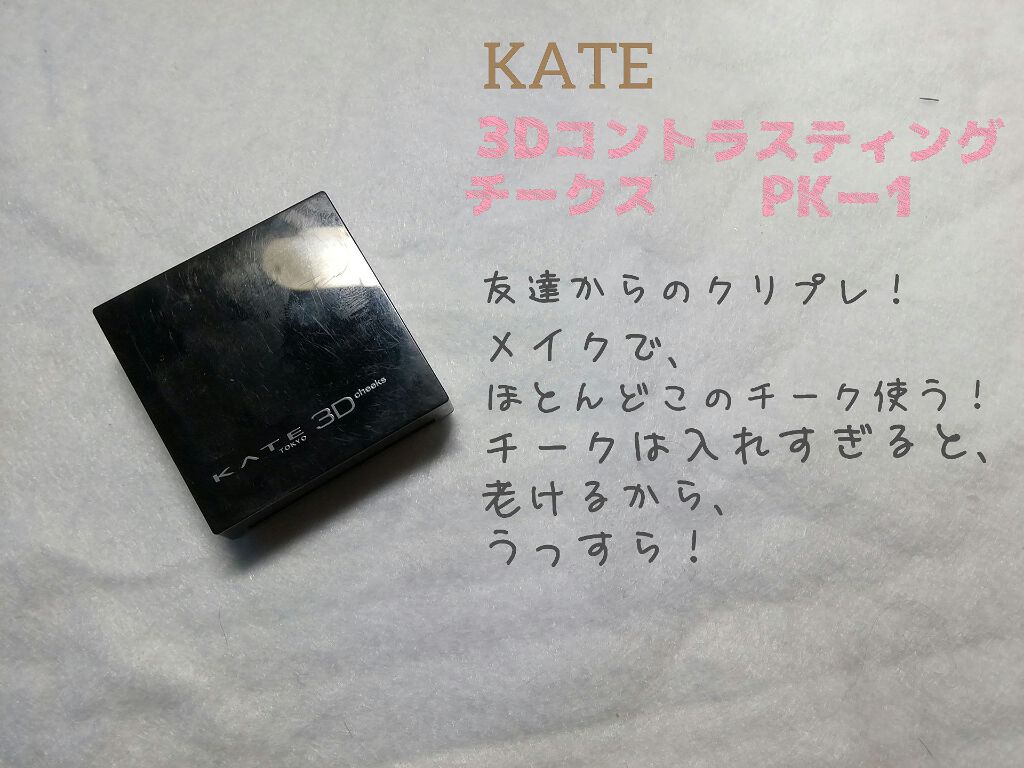 KATE
3Dコントラスティング
チークス PKー1
友達からのクリプレ！
メイクで、
ほとんどこのチーク使う！
チークは入れすぎると、
老けるから、
うっすら！
KATE
TOKYO
3D cheeks